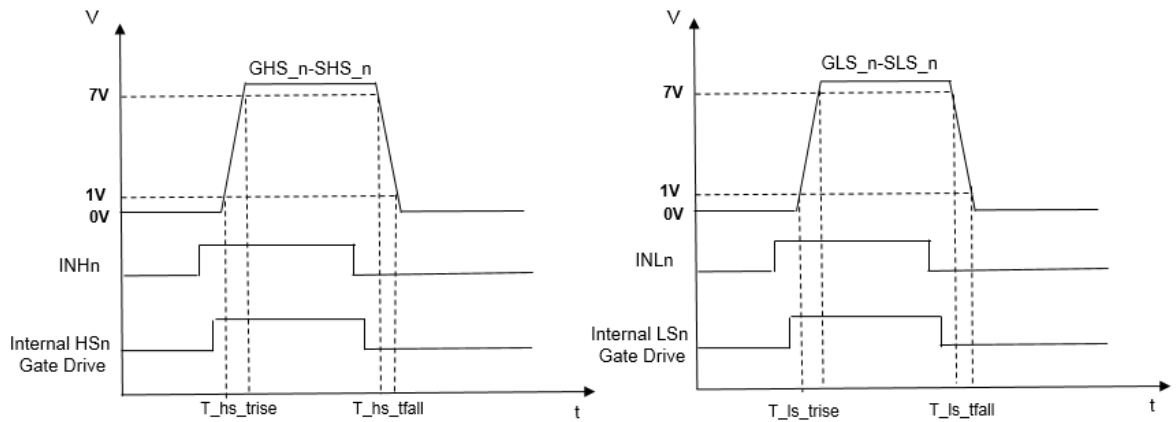 V
GHS_n-SHS_n
7V
1V
0V
INHn
Internal HSn
Gate Drive
T_hs_trise
T_hs_tfall
t
V
GLS_n-SLS_n
7V
1V
0V
INLn
Internal LSn
Gate Drive
T_ls_trise
T_ls_tfall
t